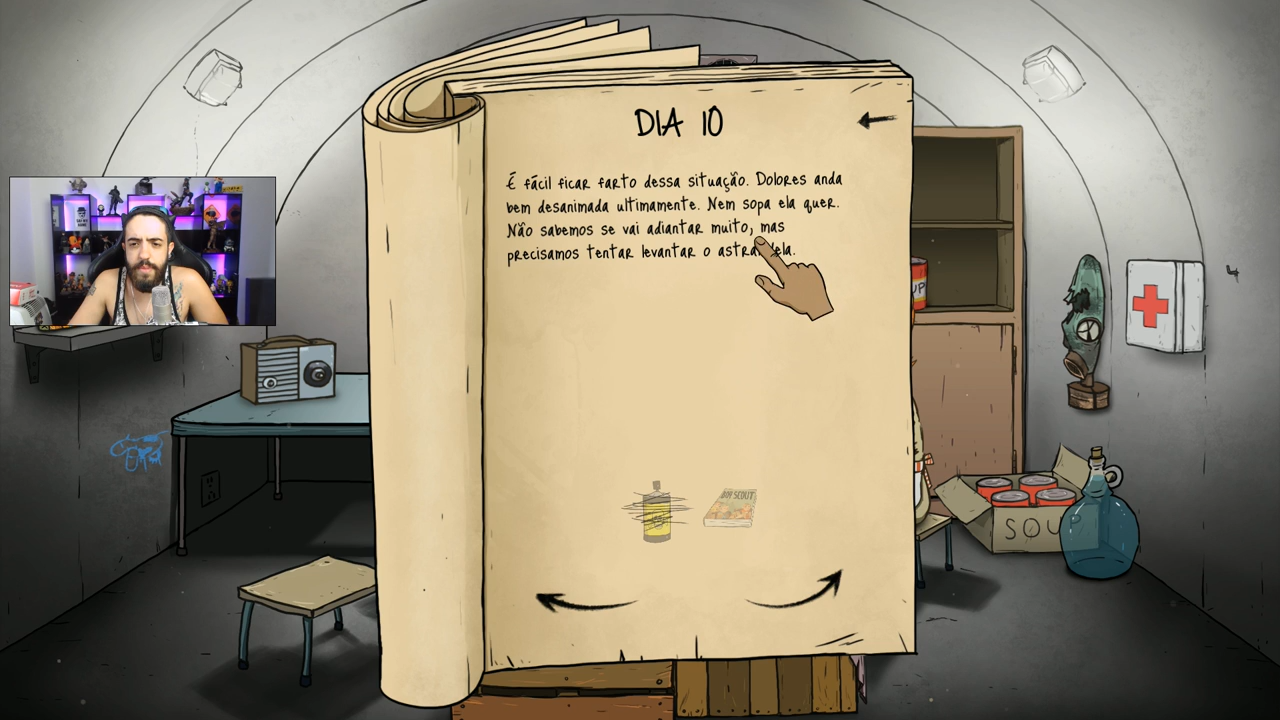 DIA 10
É fácil ficar farto dessa situação. Dolores anda
bem desanimada ultimamente. Nem sopa ela quer.
Não sabemos se vai adiantar muito, mas
precisamos tentar levantar o astral dela.
BOY SCOUT
SOUP